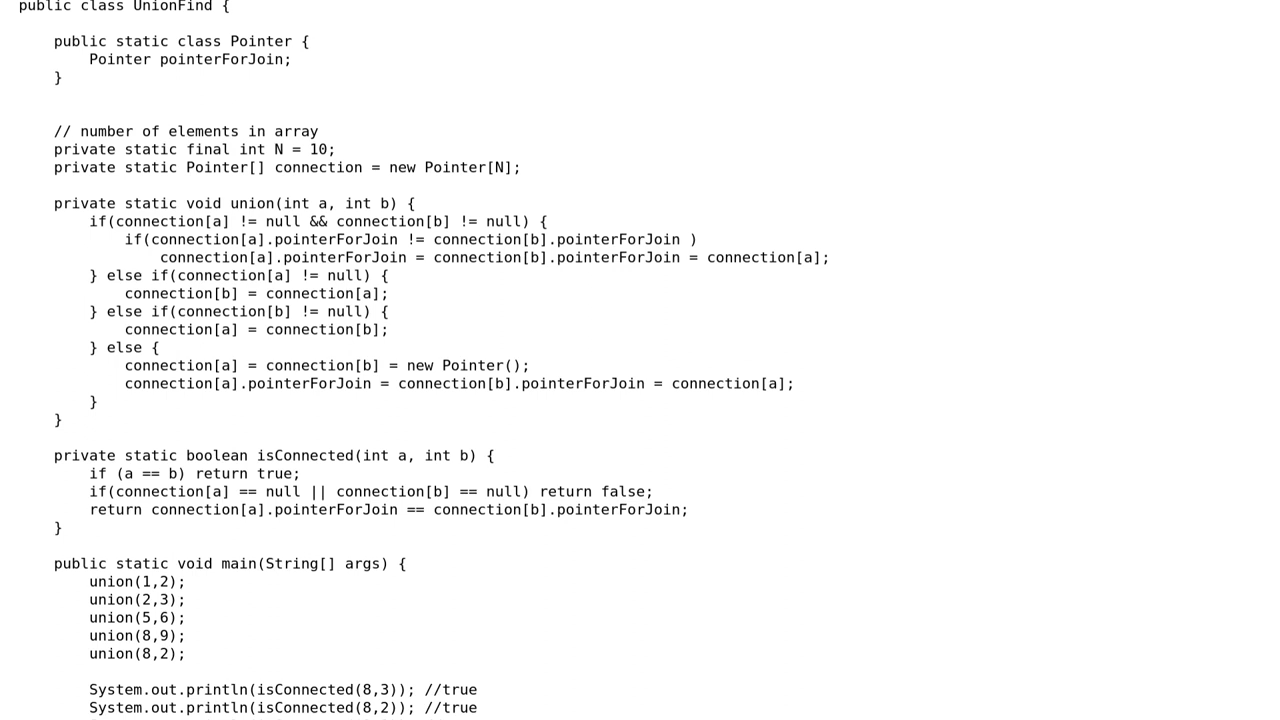 public class UnionFind {
    public static class Pointer {
        Pointer pointerForJoin;
    }
    // number of elements in array
    private static final int N = 10;
    private static Pointer[] connection = new Pointer[N];
    private static void union(int a, int b) {
        if(connection[a] != null && connection[b] != null) {
            if(connection[a].pointerForJoin != connection[b].pointerForJoin )
                connection[a].pointerForJoin = connection[b].pointerForJoin = connection[a];
        } else if(connection[a] != null) {
            connection[b] = connection[a];
        } else if(connection[b] != null) {
            connection[a] = connection[b];
        } else {
            connection[a] = connection[b] = new Pointer();
            connection[a].pointerForJoin = connection[b].pointerForJoin = connection[a];
        }
    }
    private static boolean isConnected(int a, int b) {
        if (a == b) return true;
        if(connection[a] == null || connection[b] == null) return false;
        return connection[a].pointerForJoin == connection[b].pointerForJoin;
    }
    public static void main(String[] args) {
        union(1,2);
        union(2,3);
        union(5,6);
        union(8,9);
        union(8,2);
        System.out.println(isConnected(8,3)); //true
        System.out.println(isConnected(8,2)); //true